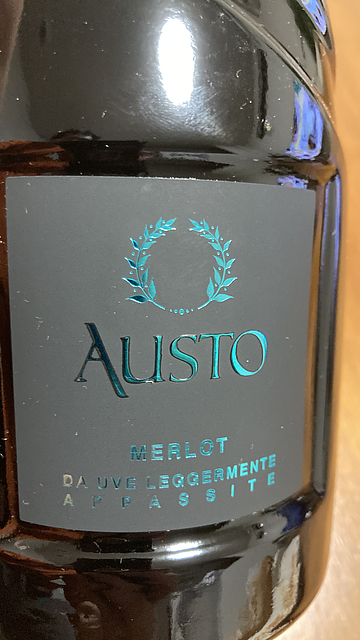 AUSTO
MERLOT
DA UVE LEGGERMENTE
APPASSITE